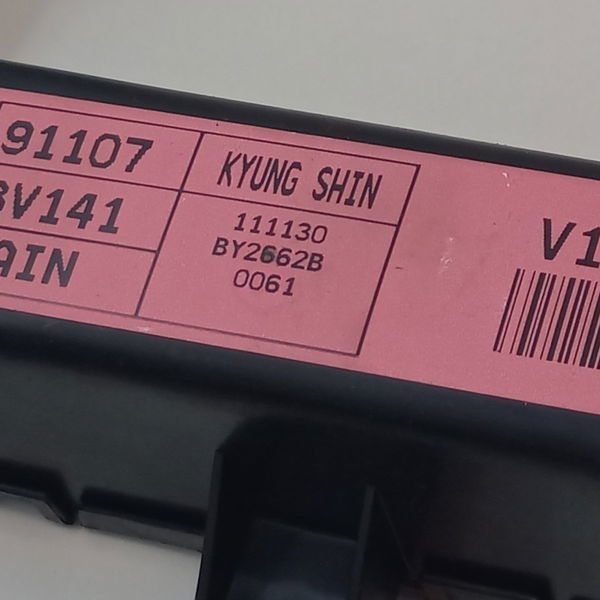 91107
KYUNG SHIN
V141
111130
BY2662B
0061
AIN
V1